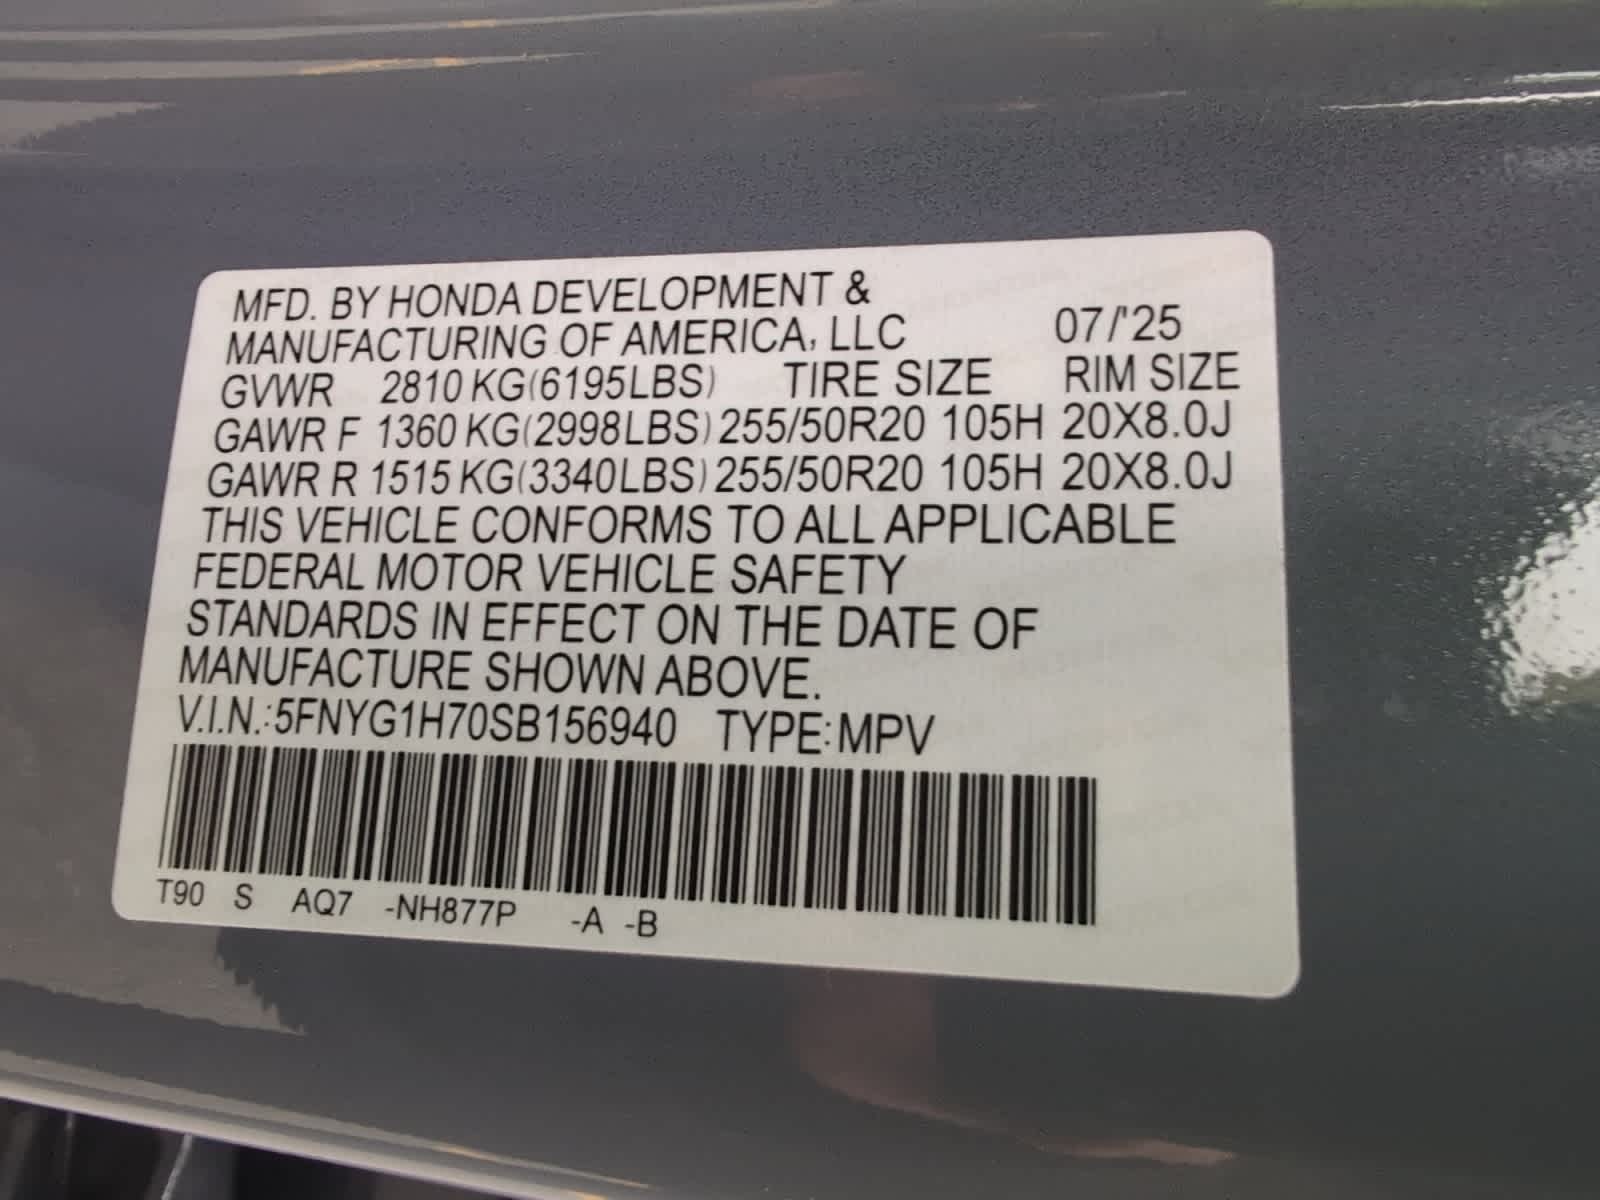 MFD. BY HONDA DEVELOPMENT &
MANUFACTURING OF AMERICA, LLC 07/'25
GVWR 2810 KG(6195LBS) TIRE SIZE RIM SIZE
GAWR F 1360 KG(2998LBS) 255/50R20 105H 20X8.0J
GAWR R 1515 KG(3340LBS) 255/50R20 105H 20X8.0J
THIS VEHICLE CONFORMS TO ALL APPLICABLE
FEDERAL MOTOR VEHICLE SAFETY
STANDARDS IN EFFECT ON THE DATE OF
MANUFACTURE SHOWN ABOVE.
V.I.N.:5FNYG1H70SB156940 TYPE:MPV
T90 S AQ7 -NH877P -A -B